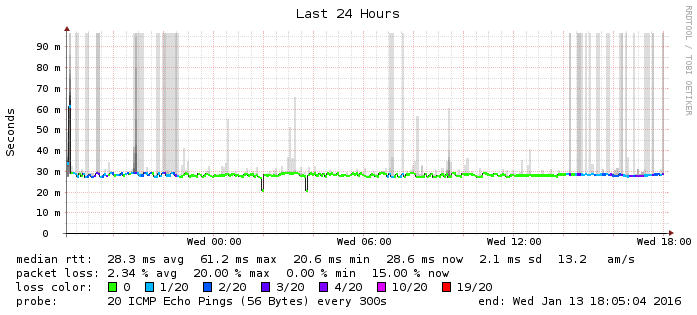 Last 24 Hours
RRDTOOL / TOBI OETIKER
Seconds
90 m
80 m
70 m
60 m
50 m
40 m
30 m
20 m
10 m
0
Wed 00:00 Wed 06:00 Wed 12:00 Wed 18:00
median rtt: 28.3 ms avg 61.2 ms max 20.6 ms min 28.6 ms now 2.1 ms sd 13.2 am/s
packet loss: 2.34 % avg 20.00 % max 0.00 % min 15.00 % now
loss color: 0 1/20 2/20 3/20 4/20 10/20 19/20
probe: 20 ICMP Echo Pings (56 Bytes) every 300s end: Wed Jan 13 18:05:04 2016